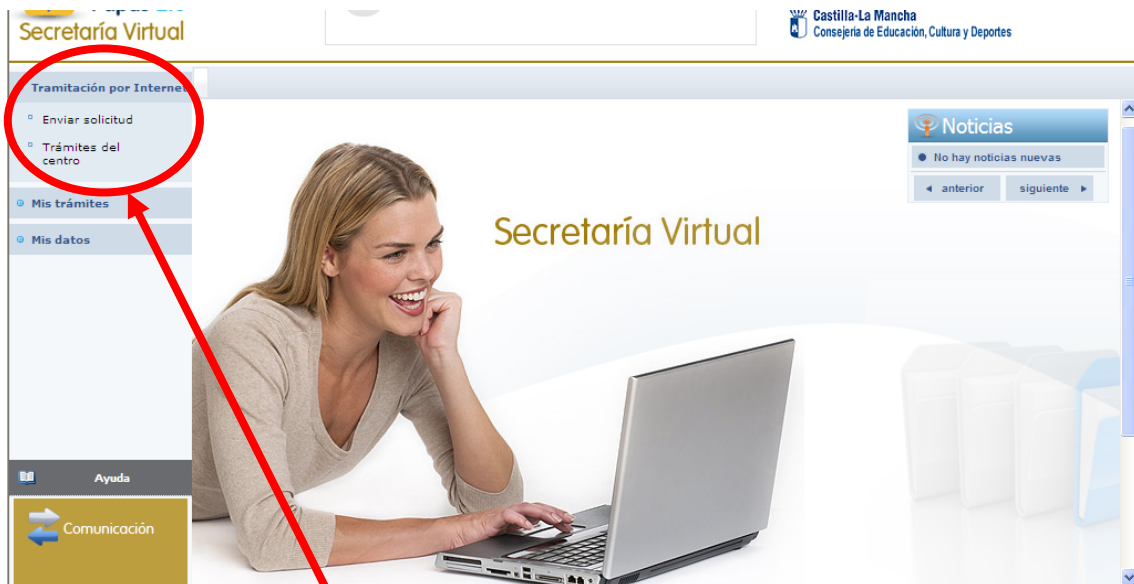 Secretaría Virtual
Castilla-La Mancha
Consejería de Educación, Cultura y Deportes
Tramitación por Internet
Enviar solicitud
Trámites del
centro
Mis trámites
Mis datos
Noticias
No hay noticias nuevas
anterior siguiente
Secretaría Virtual
Ayuda
Comunicación